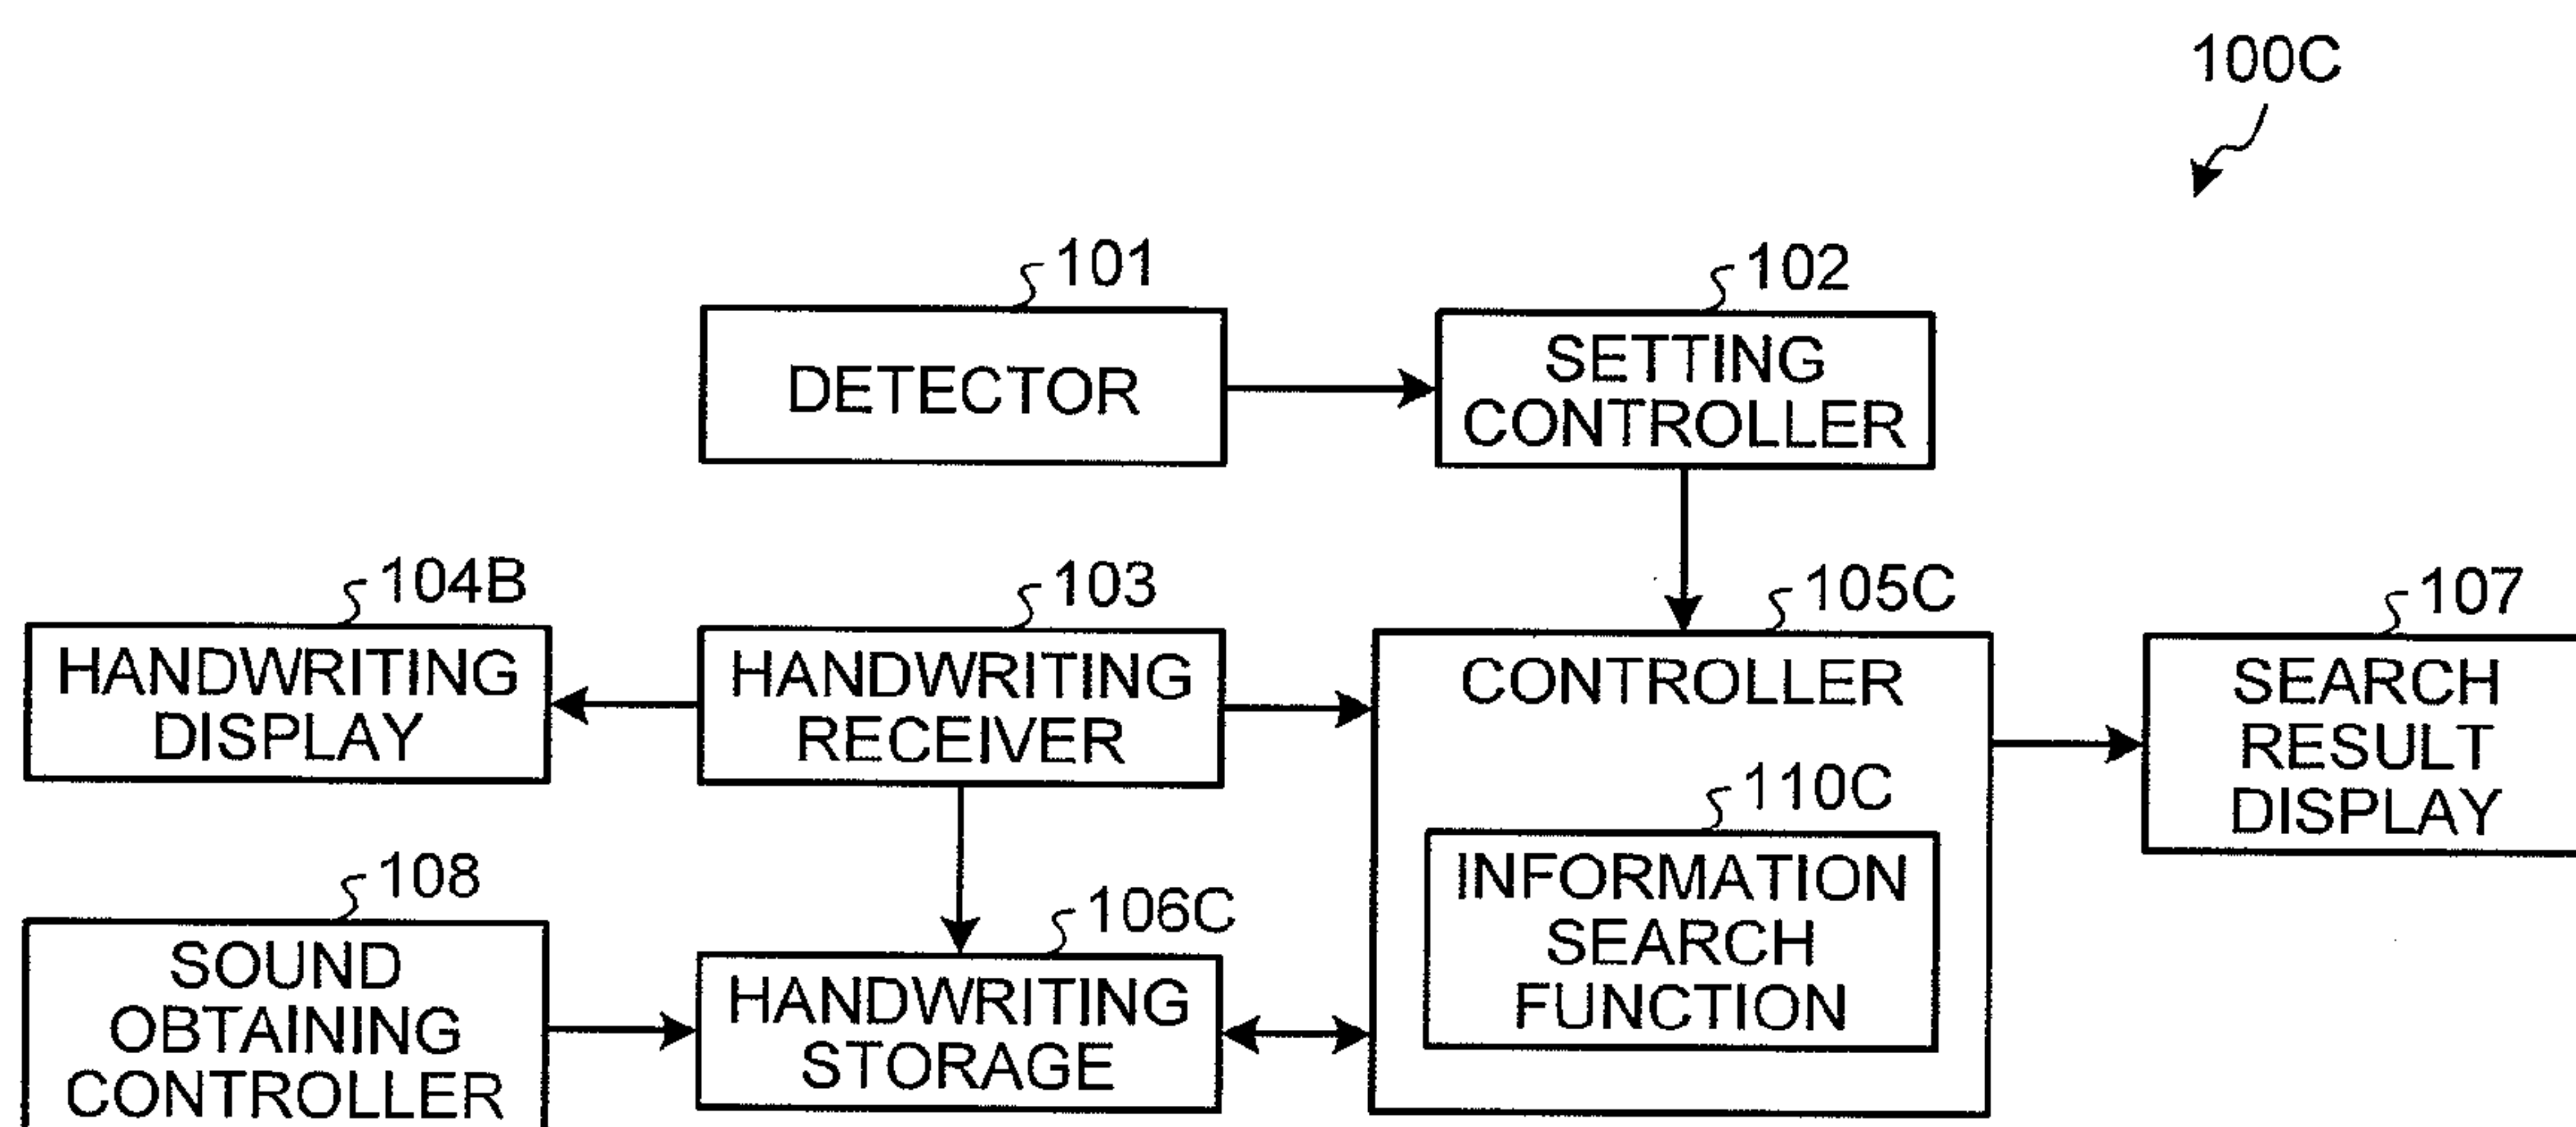 100C
101
DETECTOR
102
SETTING
CONTROLLER
104B
HANDWRITING
DISPLAY
103
HANDWRITING
RECEIVER
105C
CONTROLLER
110C
INFORMATION
SEARCH
FUNCTION
107
SEARCH
RESULT
DISPLAY
108
SOUND
OBTAINING
CONTROLLER
106C
HANDWRITING
STORAGE